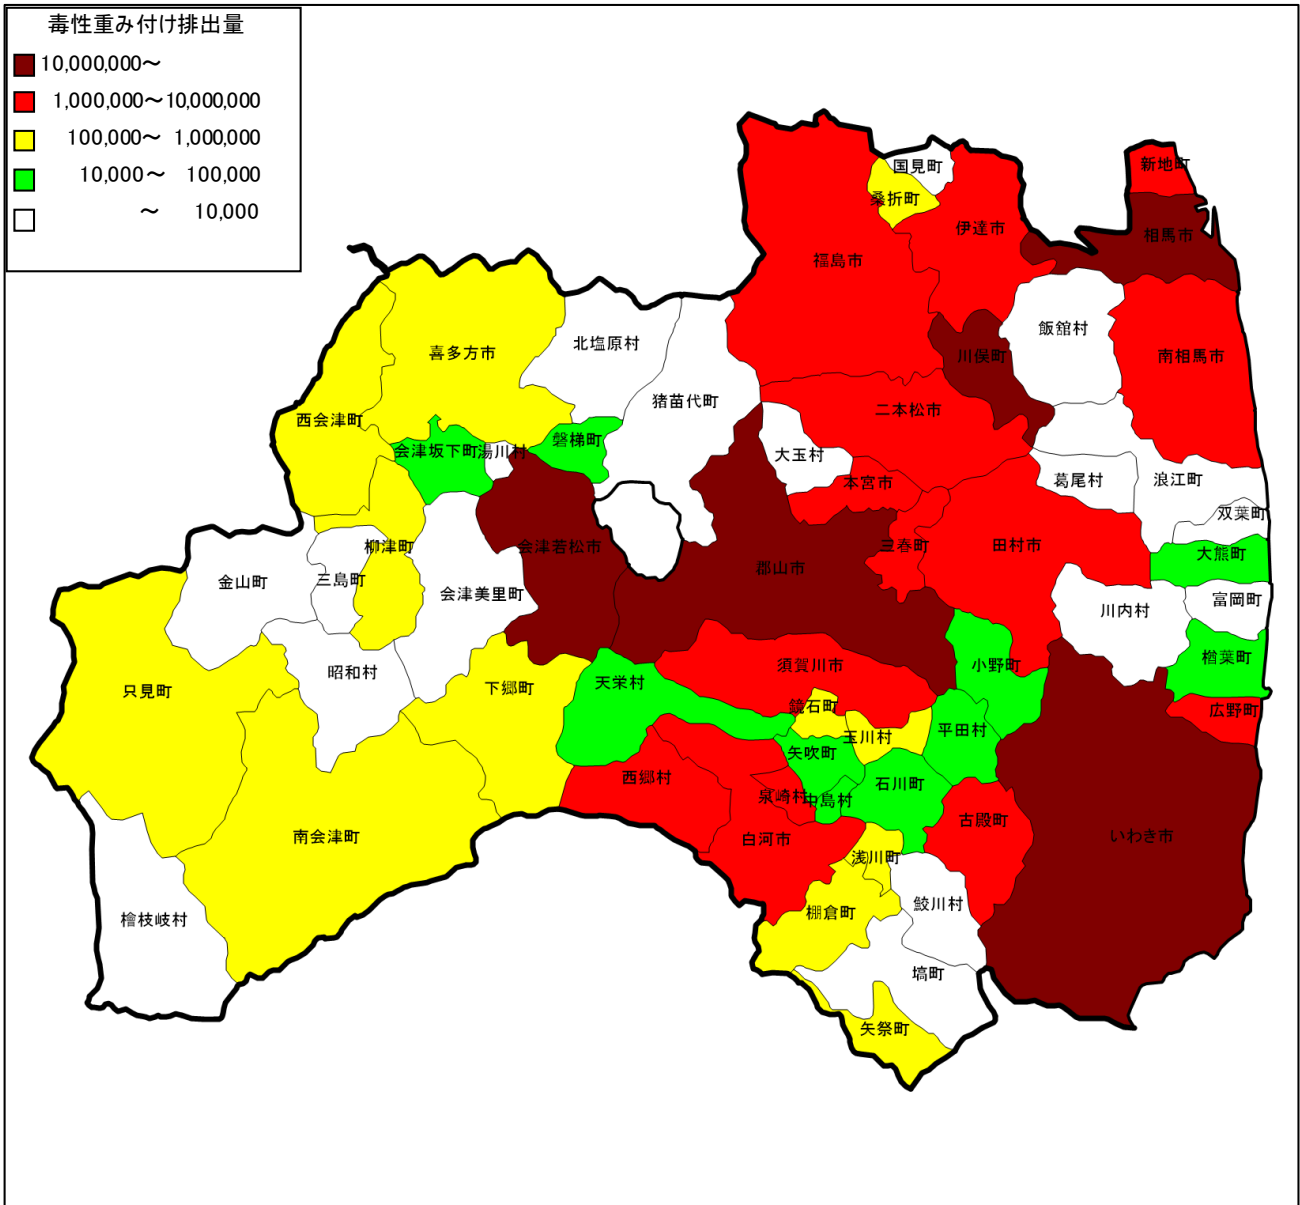 毒性重み付け排出量
10,000,000～
1,000,000～10,000,000
100,000～ 1,000,000
10,000～ 100,000
～ 10,000
国見町
新地町
桑折町
伊達市
相馬市
福島市
飯舘村
北塩原村
喜多方市
川俣町
南相馬市
猪苗代町
二本松市
西会津町
磐梯町
会津坂下町
湯川村
大玉村
本宮市
葛尾村
浪江町
双葉町
柳津町
会津若松市
三春町
田村市
大熊町
郡山市
金山町
三島町
会津美里町
富岡町
川内村
楢葉町
昭和村
須賀川市
小野町
只見町
下郷町
天栄村
鏡石町
広野町
玉川村
平田村
矢吹町
西郷村
石川町
泉崎村
中島村
古殿町
南会津町
白河市
いわき市
浅川町
檜枝岐村
棚倉町
鮫川村
塙町
矢祭町